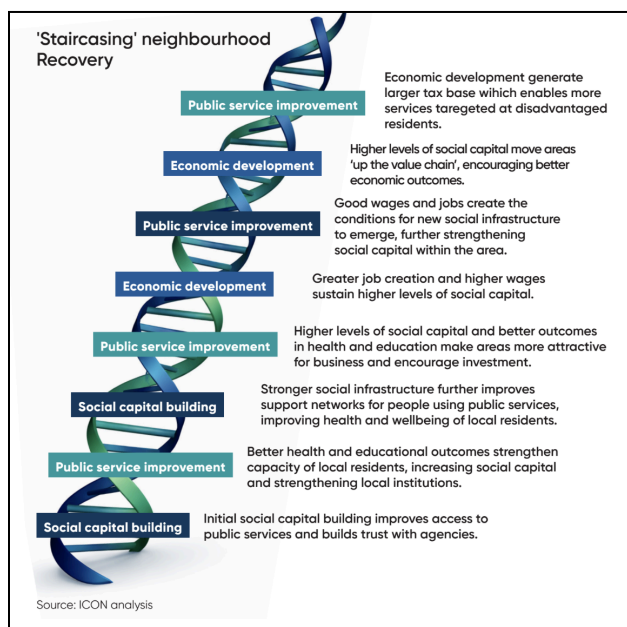 'Staircasing' neighbourhood
Recovery
Public service improvement
Economic development generate
larger tax base wihich enables more
services taregeted at disadvantaged
residents.
Economic development
Higher levels of social capital move areas
'up the value chain', encouraging better
economic outcomes.
Public service improvement
Good wages and jobs create the
conditions for new social infrastructure
to emerge, further strengthening
social capital within the area.
Economic development
Greater job creation and higher wages
sustain higher levels of social capital.
Public service improvement
Higher levels of social capital and better outcomes
in health and education make areas more attractive
for business and encourage investment.
Social capital building
Stronger social infrastructure further improves
support networks for people using public services,
improving health and wellbeing of local residents.
Public service improvement
Better health and educational outcomes strengthen
capacity of local residents, increasing social capital
and strengthening local institutions.
Social capital building
Initial social capital building improves access to
public services and builds trust with agencies.
Source: ICON analysis